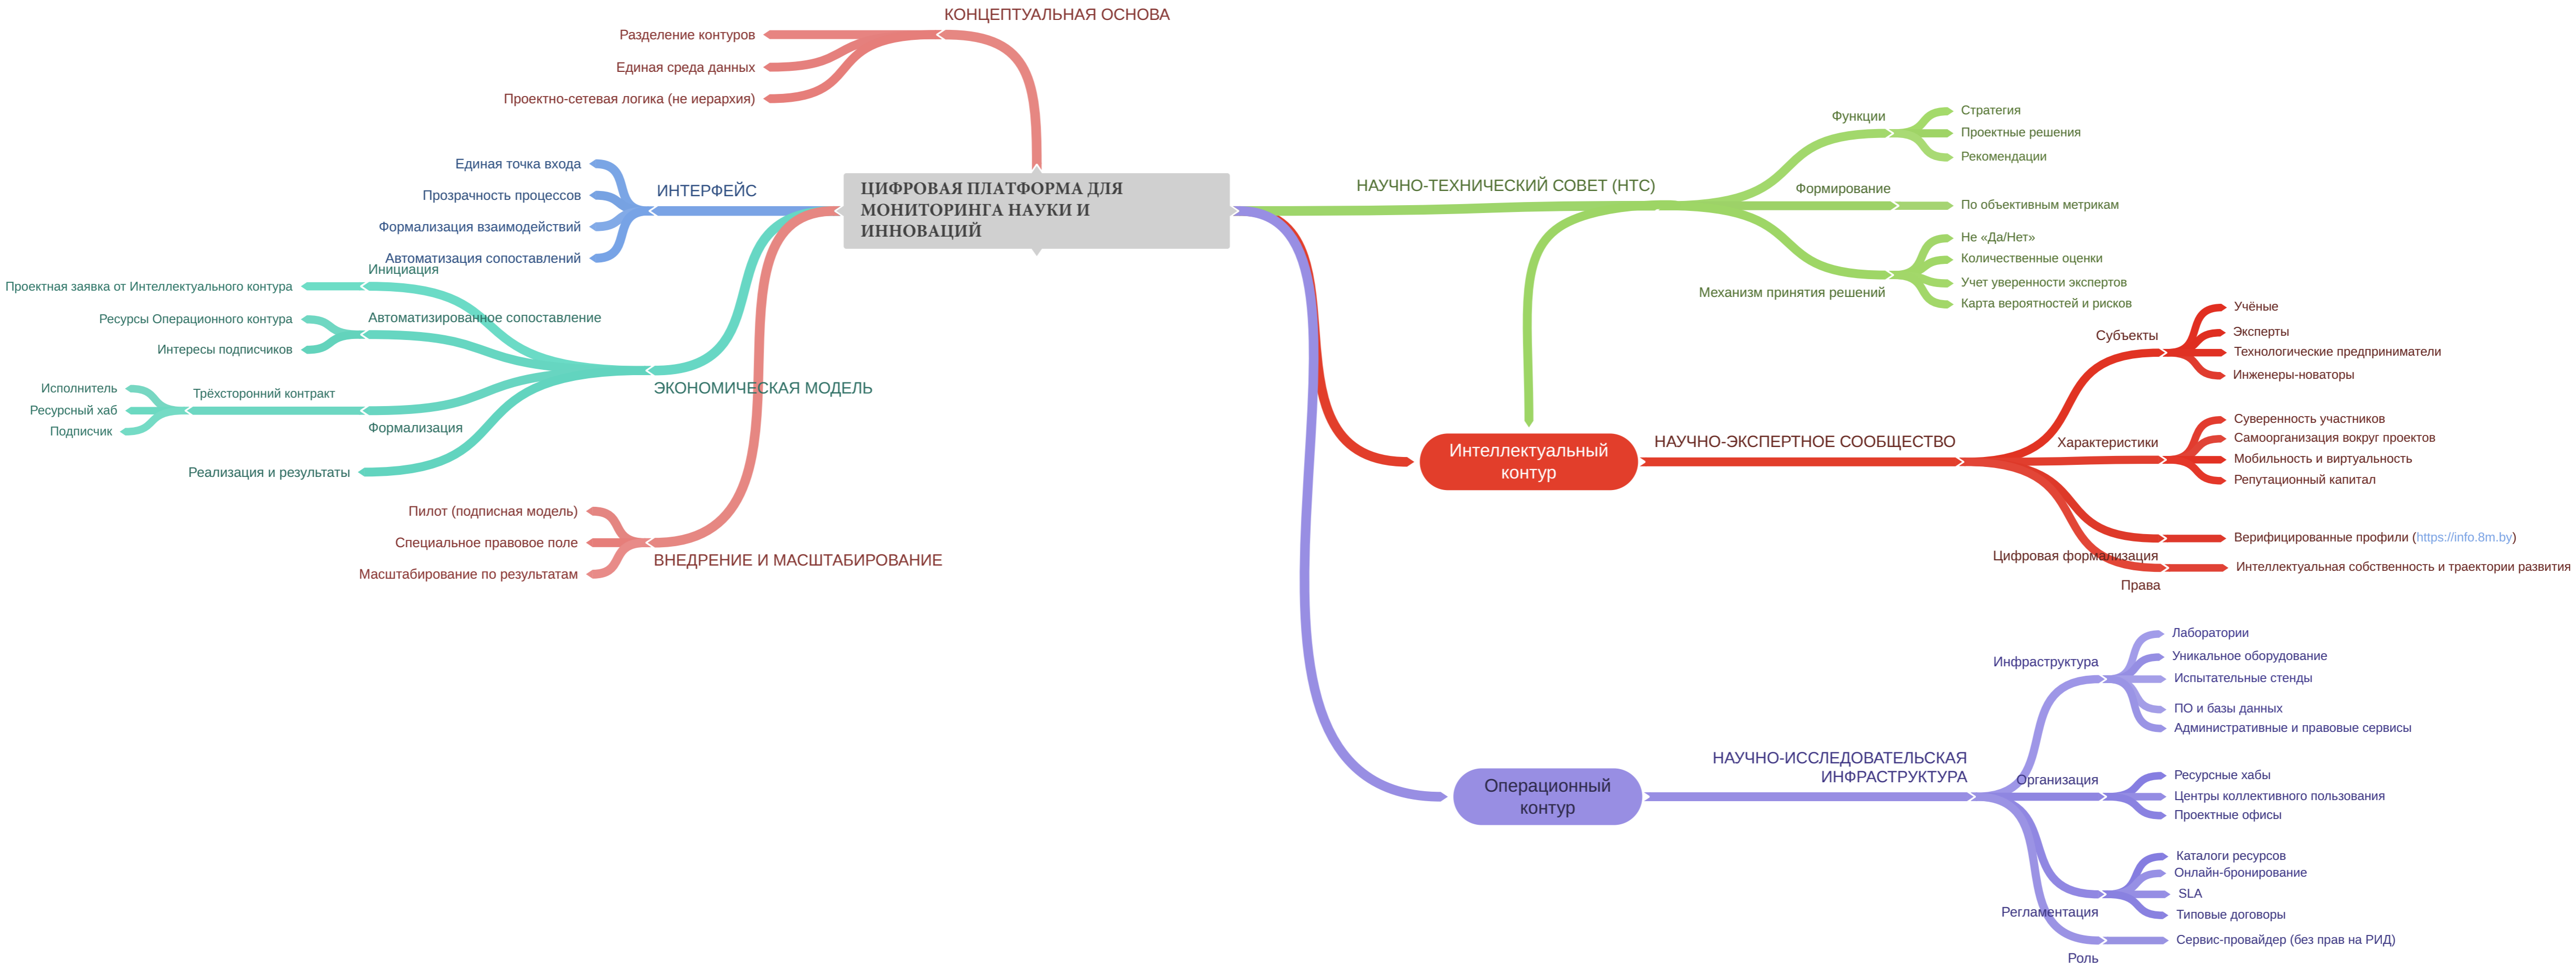 КОНЦЕПТУАЛЬНАЯ ОСНОВА
Разделение контуров
Единая среда данных
Проектно-сетевая логика (не иерархия)
ИНТЕРФЕЙС
Единая точка входа
Прозрачность процессов
Формализация взаимодействий
Автоматизация сопоставлений
ЦИФРОВАЯ ПЛАТФОРМА ДЛЯ
МОНИТОРИНГА НАУКИ И
ИННОВАЦИЙ
Инициация
Проектная заявка от Интеллектуального контура
Автоматизированное сопоставление
Ресурсы Операционного контура
Интересы подписчиков
ЭКОНОМИЧЕСКАЯ МОДЕЛЬ
Трёхсторонний контракт
Исполнитель
Ресурсный хаб
Подписчик
Формализация
Реализация и результаты
Пилот (подписная модель)
Специальное правовое поле
Масштабирование по результатам
ВНЕДРЕНИЕ И МАСШТАБИРОВАНИЕ
НАУЧНО-ТЕХНИЧЕСКИЙ СОВЕТ (НТС)
Функции
Стратегия
Проектные решения
Рекомендации
Формирование
По объективным метрикам
Механизм принятия решений
Не «Да/Нет»
Количественные оценки
Учет уверенности экспертов
Карта вероятностей и рисков
Интеллектуальный
контур
НАУЧНО-ЭКСПЕРТНОЕ СООБЩЕСТВО
Субъекты
Учёные
Эксперты
Технологические предприниматели
Инженеры-новаторы
Характеристики
Суверенность участников
Самоорганизация вокруг проектов
Мобильность и виртуальность
Репутационный капитал
Цифровая формализация
Верифицированные профили (https://info.8m.by)
Права
Интеллектуальная собственность и траектории развития
Операционный
контур
НАУЧНО-ИССЛЕДОВАТЕЛЬСКАЯ
ИНФРАСТРУКТУРА
Инфраструктура
Лаборатории
Уникальное оборудование
Испытательные стенды
ПО и базы данных
Административные и правовые сервисы
Организация
Ресурсные хабы
Центры коллективного пользования
Проектные офисы
Регламентация
Каталоги ресурсов
Онлайн-бронирование
SLA
Типовые договоры
Роль
Сервис-провайдер (без прав на РИД)